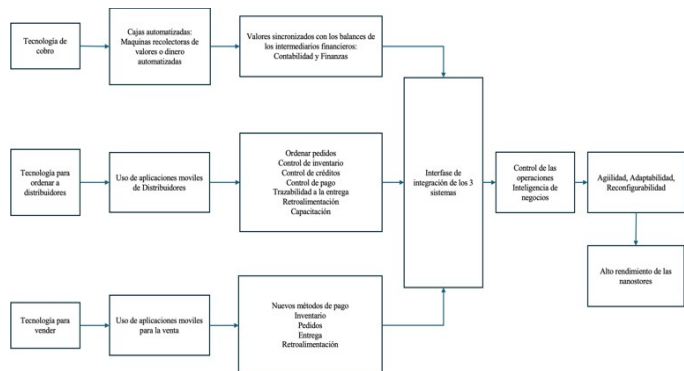 Tecnología de
cobro
Cajas automatizadas:
Maquinas recolectoras de
valores o dinero
automatizadas
Valores sincronizados con los balances de
los intermediarios financieros:
Contabilidad y Finanzas
Tecnología para
ordenar a
distribuidores
Uso de aplicaciones moviles
de Distribuidores
Ordenar pedidos
Control de inventario
Control de créditos
Control de pago
Trazabilidad a la entrega
Retroalimentación
Capacitación
Interfase de
integración de los 3
sistemas
Control de las
operaciones
Inteligencia de
negocios
Agiilidad, Adaptabilidad,
Reconfigurabilidad
Alto rendimiento de las
nanostores
Tecnología para
vender
Uso de aplicaciones moviles
para la venta
Nuevos métodos de pago
Inventario
Pedidos
Entrega
Retroalimentación